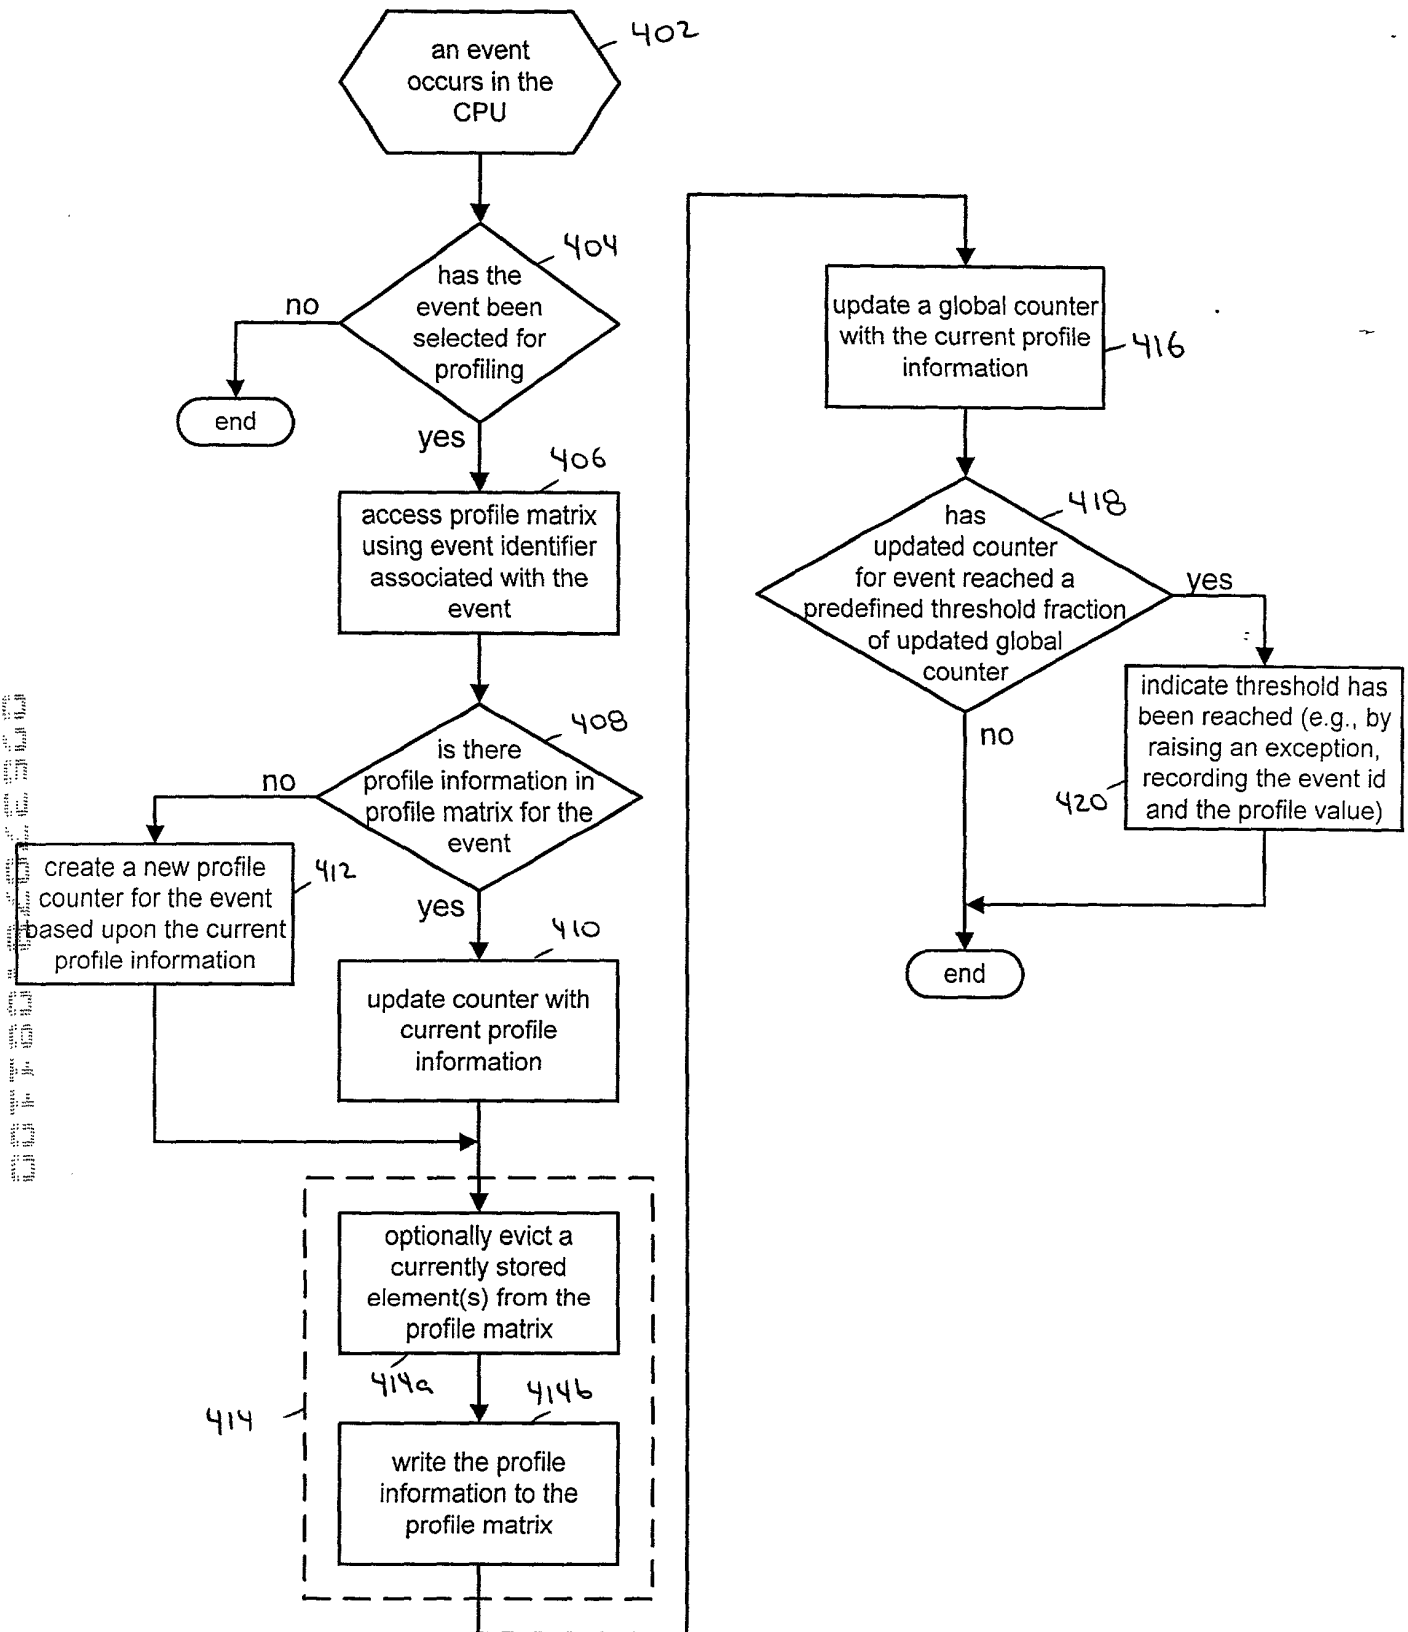 an event
occurs in the
CPU
402
has the
event been
selected for
profiling
404
no
end
yes
406
access profile matrix
using event identifier
associated with the
event
is there
profile information in
profile matrix for the
event
408
no
create a new profile
counter for the event
based upon the current
profile information
412
yes
410
update counter with
current profile
information
optionally evict a
currently stored
element(s) from the
profile matrix
414a
414b
414
write the profile
information to the
profile matrix
update a global counter
with the current profile
information
416
has
updated counter
for event reached a
predefined threshold fraction
of updated global
counter
418
yes
indicate threshold has
been reached (e.g., by
raising an exception,
recording the event id
and the profile value)
420
no
end